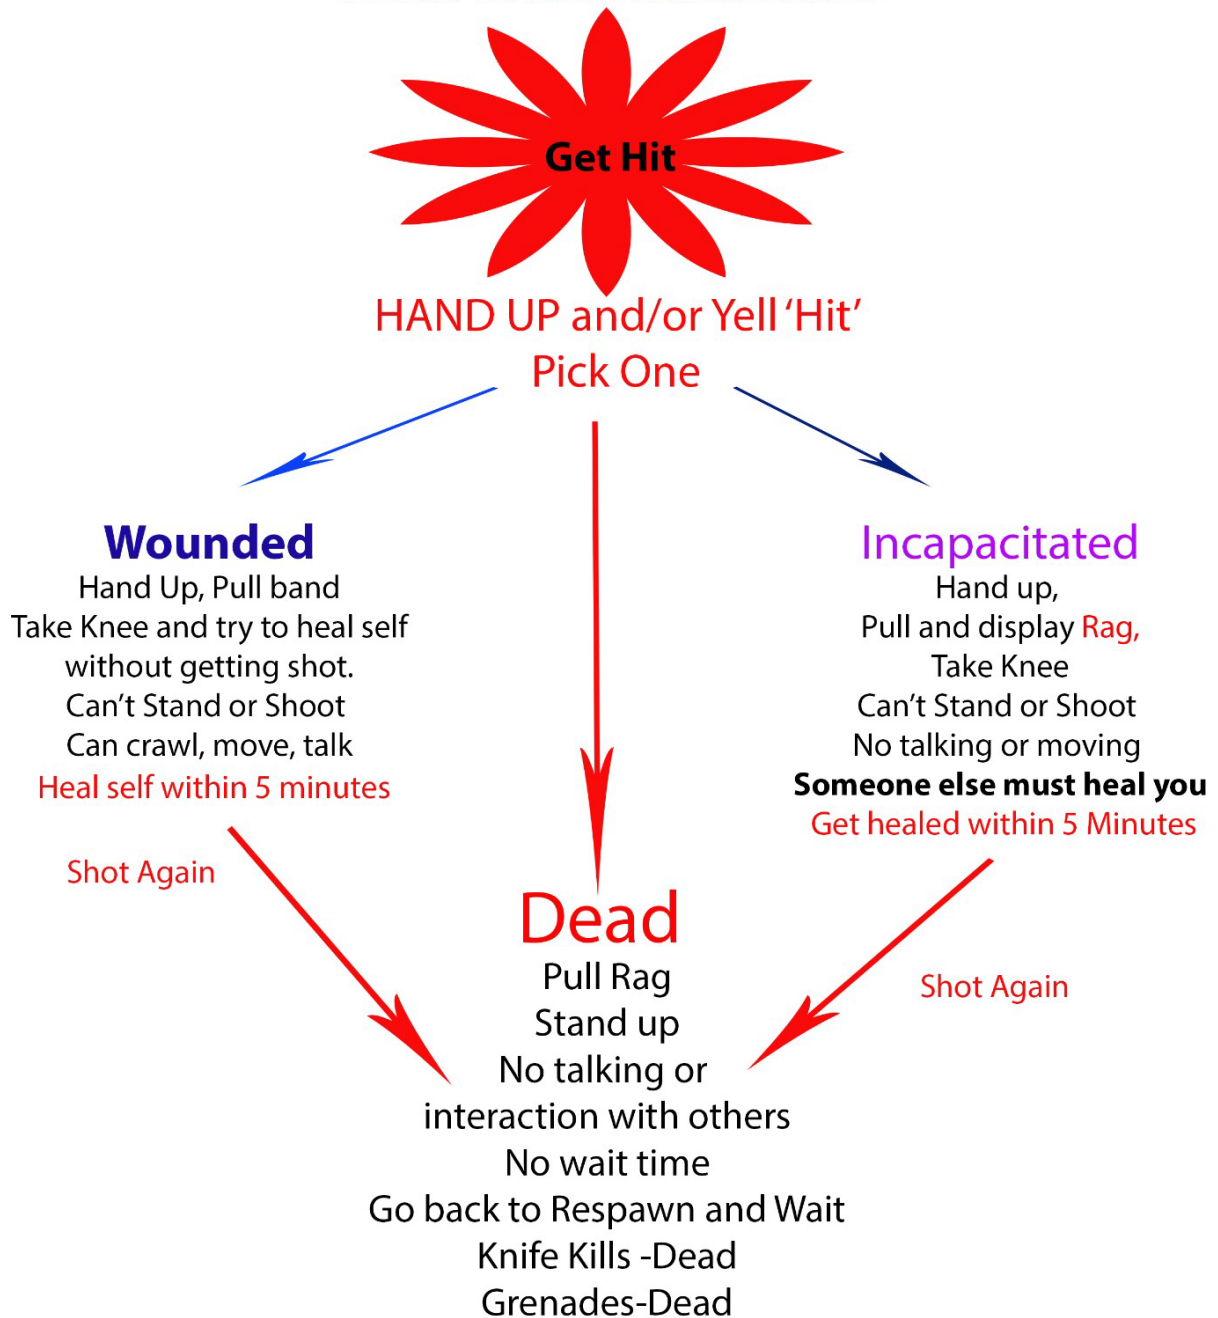 Get Hit
HAND UP and/or Yell ‘Hit’
Pick One
Wounded
Hand Up, Pull band
Take Knee and try to heal self
without getting shot.
Can’t Stand or Shoot
Can crawl, move, talk
Heal self within 5 minutes
Shot Again
Incapacitated
Hand up,
Pull and display Rag,
Take Knee
Can’t Stand or Shoot
No talking or moving
Someone else must heal you
Get healed within 5 Minutes
Shot Again
Dead
Pull Rag
Stand up
No talking or
interaction with others
No wait time
Go back to Respawn and Wait
Knife Kills -Dead
Grenades-Dead